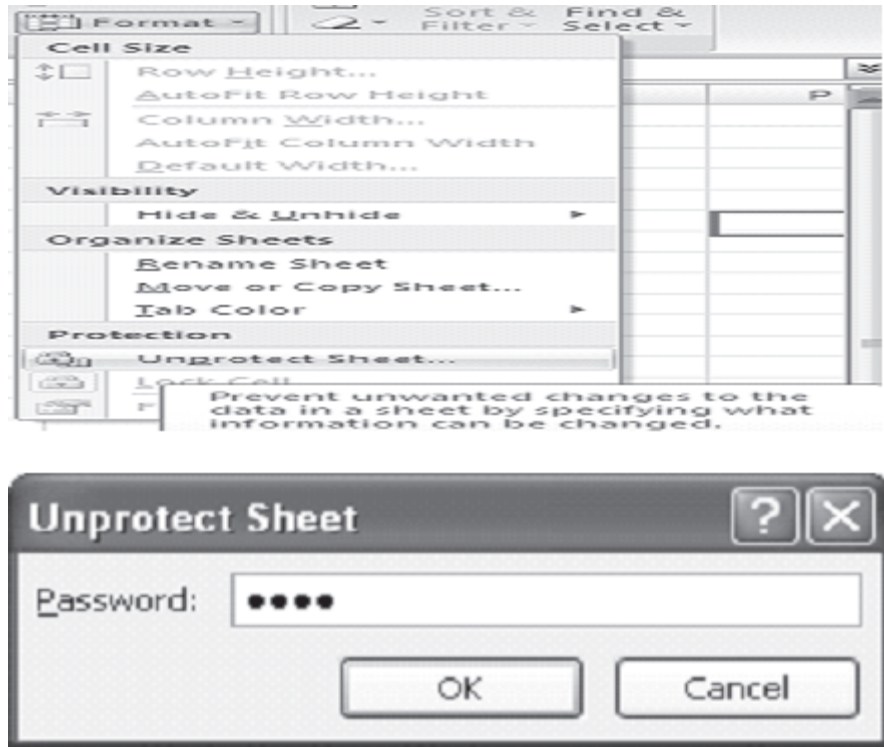 Format
Sort & Find &
Filter Select
Cell Size
Row Height...
AutoFit Row Height
Column Width...
AutoFit Column Width
Default Width...
Visibility
Hide & Unhide
Organize Sheets
Rename Sheet
Move or Copy Sheet...
Tab Color
Protection
Unprotect Sheet...
Lock Cell
F
Prevent unwanted changes to the
data in a sheet by specifying what
information can be changed.
P
Unprotect Sheet
Password: ●●●●
OK Cancel